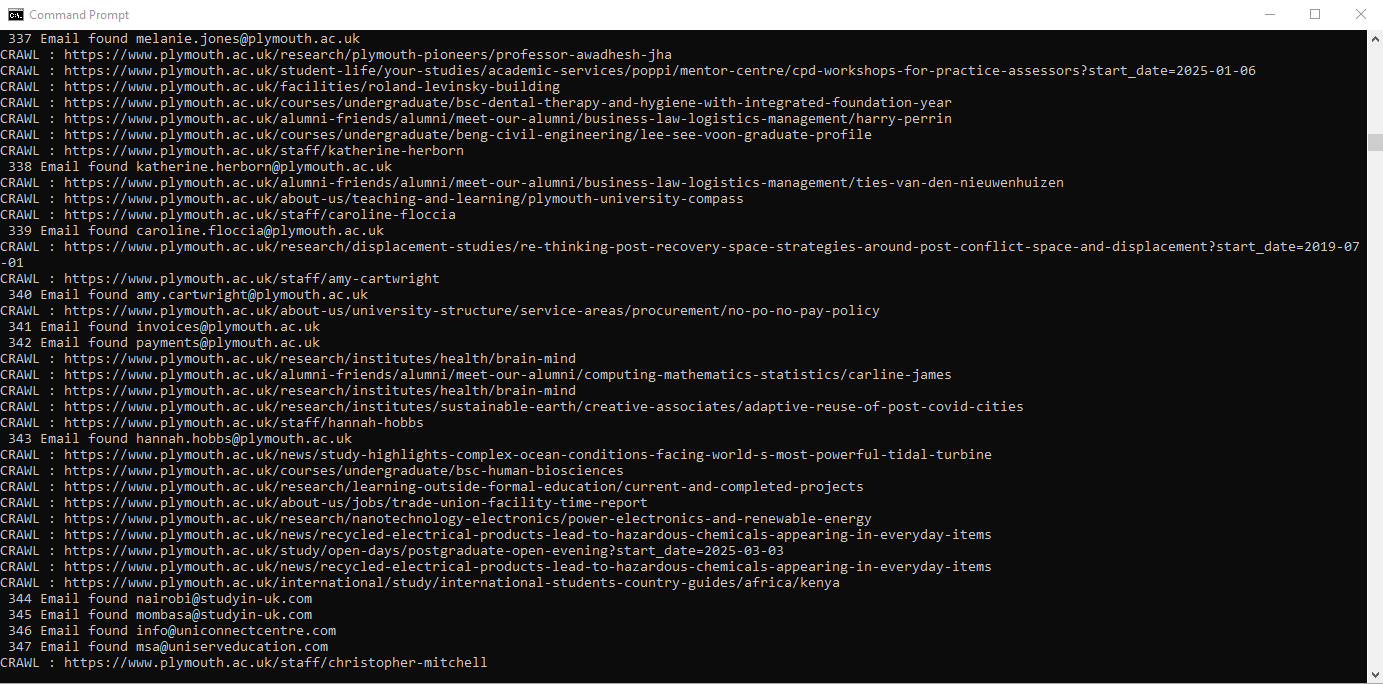 Command Prompt
337 Email found melanie.jones@plymouth.ac.uk
CRAWL : https://www.plymouth.ac.uk/research/plymouth-pioneers/professor-awadhesh-jha
CRAWL : https://www.plymouth.ac.uk/student-life/your-studies/academic-services/poppi/mentor-centre/cpd-workshops-for-practice-assessors?start_date=2025-01-06
CRAWL : https://www.plymouth.ac.uk/facilities/roland-levinsky-building
CRAWL : https://www.plymouth.ac.uk/courses/undergraduate/bsc-dental-therapy-and-hygiene-with-integrated-foundation-year
CRAWL : https://www.plymouth.ac.uk/alumni-friends/alumni/meet-our-alumni/business-law-logistics-management/harry-perrin
CRAWL : https://www.plymouth.ac.uk/courses/undergraduate/beng-civil-engineering/lee-see-voon-graduate-profile
CRAWL : https://www.plymouth.ac.uk/staff/katherine-herborn
338 Email found katherine.herborn@plymouth.ac.uk
CRAWL : https://www.plymouth.ac.uk/alumni-friends/alumni/meet-our-alumni/business-law-logistics-management/ties-van-den-nieuwenhuizen
CRAWL : https://www.plymouth.ac.uk/about-us/teaching-and-learning/plymouth-university-compass
CRAWL : https://www.plymouth.ac.uk/staff/caroline-floccia
339 Email found caroline.floccia@plymouth.ac.uk
CRAWL : https://www.plymouth.ac.uk/research/displacement-studies/re-thinking-post-recovery-space-strategies-around-post-conflict-space-and-displacement?start_date=2019-07
-01
CRAWL : https://www.plymouth.ac.uk/staff/amy-cartwright
340 Email found amy.cartwright@plymouth.ac.uk
CRAWL : https://www.plymouth.ac.uk/about-us/university-structure/service-areas/procurement/no-po-no-pay-policy
341 Email found invoices@plymouth.ac.uk
342 Email found payments@plymouth.ac.uk
CRAWL : https://www.plymouth.ac.uk/research/institutes/health/brain-mind
CRAWL : https://www.plymouth.ac.uk/alumni-friends/alumni/meet-our-alumni/computing-mathematics-statistics/carline-james
CRAWL : https://www.plymouth.ac.uk/research/institutes/health/brain-mind
CRAWL : https://www.plymouth.ac.uk/research/institutes/sustainable-earth/creative-associates/adaptive-reuse-of-post-covid-cities
CRAWL : https://www.plymouth.ac.uk/staff/hannah-hobbs
343 Email found hannah.hobbs@plymouth.ac.uk
CRAWL : https://www.plymouth.ac.uk/news/study-highlights-complex-ocean-conditions-facing-world-s-most-powerful-tidal-turbine
CRAWL : https://www.plymouth.ac.uk/courses/undergraduate/bsc-human-biosciences
CRAWL : https://www.plymouth.ac.uk/research/learning-outside-formal-education/current-and-completed-projects
CRAWL : https://www.plymouth.ac.uk/about-us/jobs/trade-union-facility-time-report
CRAWL : https://www.plymouth.ac.uk/research/nanotechnology-electronics/power-electronics-and-renewable-energy
CRAWL : https://www.plymouth.ac.uk/news/recycled-electrical-products-lead-to-hazardous-chemicals-appearing-in-everyday-items
CRAWL : https://www.plymouth.ac.uk/study/open-days/postgraduate-open-evening?start_date=2025-03-03
CRAWL : https://www.plymouth.ac.uk/news/recycled-electrical-products-lead-to-hazardous-chemicals-appearing-in-everyday-items
CRAWL : https://www.plymouth.ac.uk/international/study/international-students-country-guides/africa/kenya
344 Email found nairobi@studyin-uk.com
345 Email found mombasa@studyin-uk.com
346 Email found info@uniconnectcentre.com
347 Email found msa@uniserveducation.com
CRAWL : https://www.plymouth.ac.uk/staff/christopher-mitchell